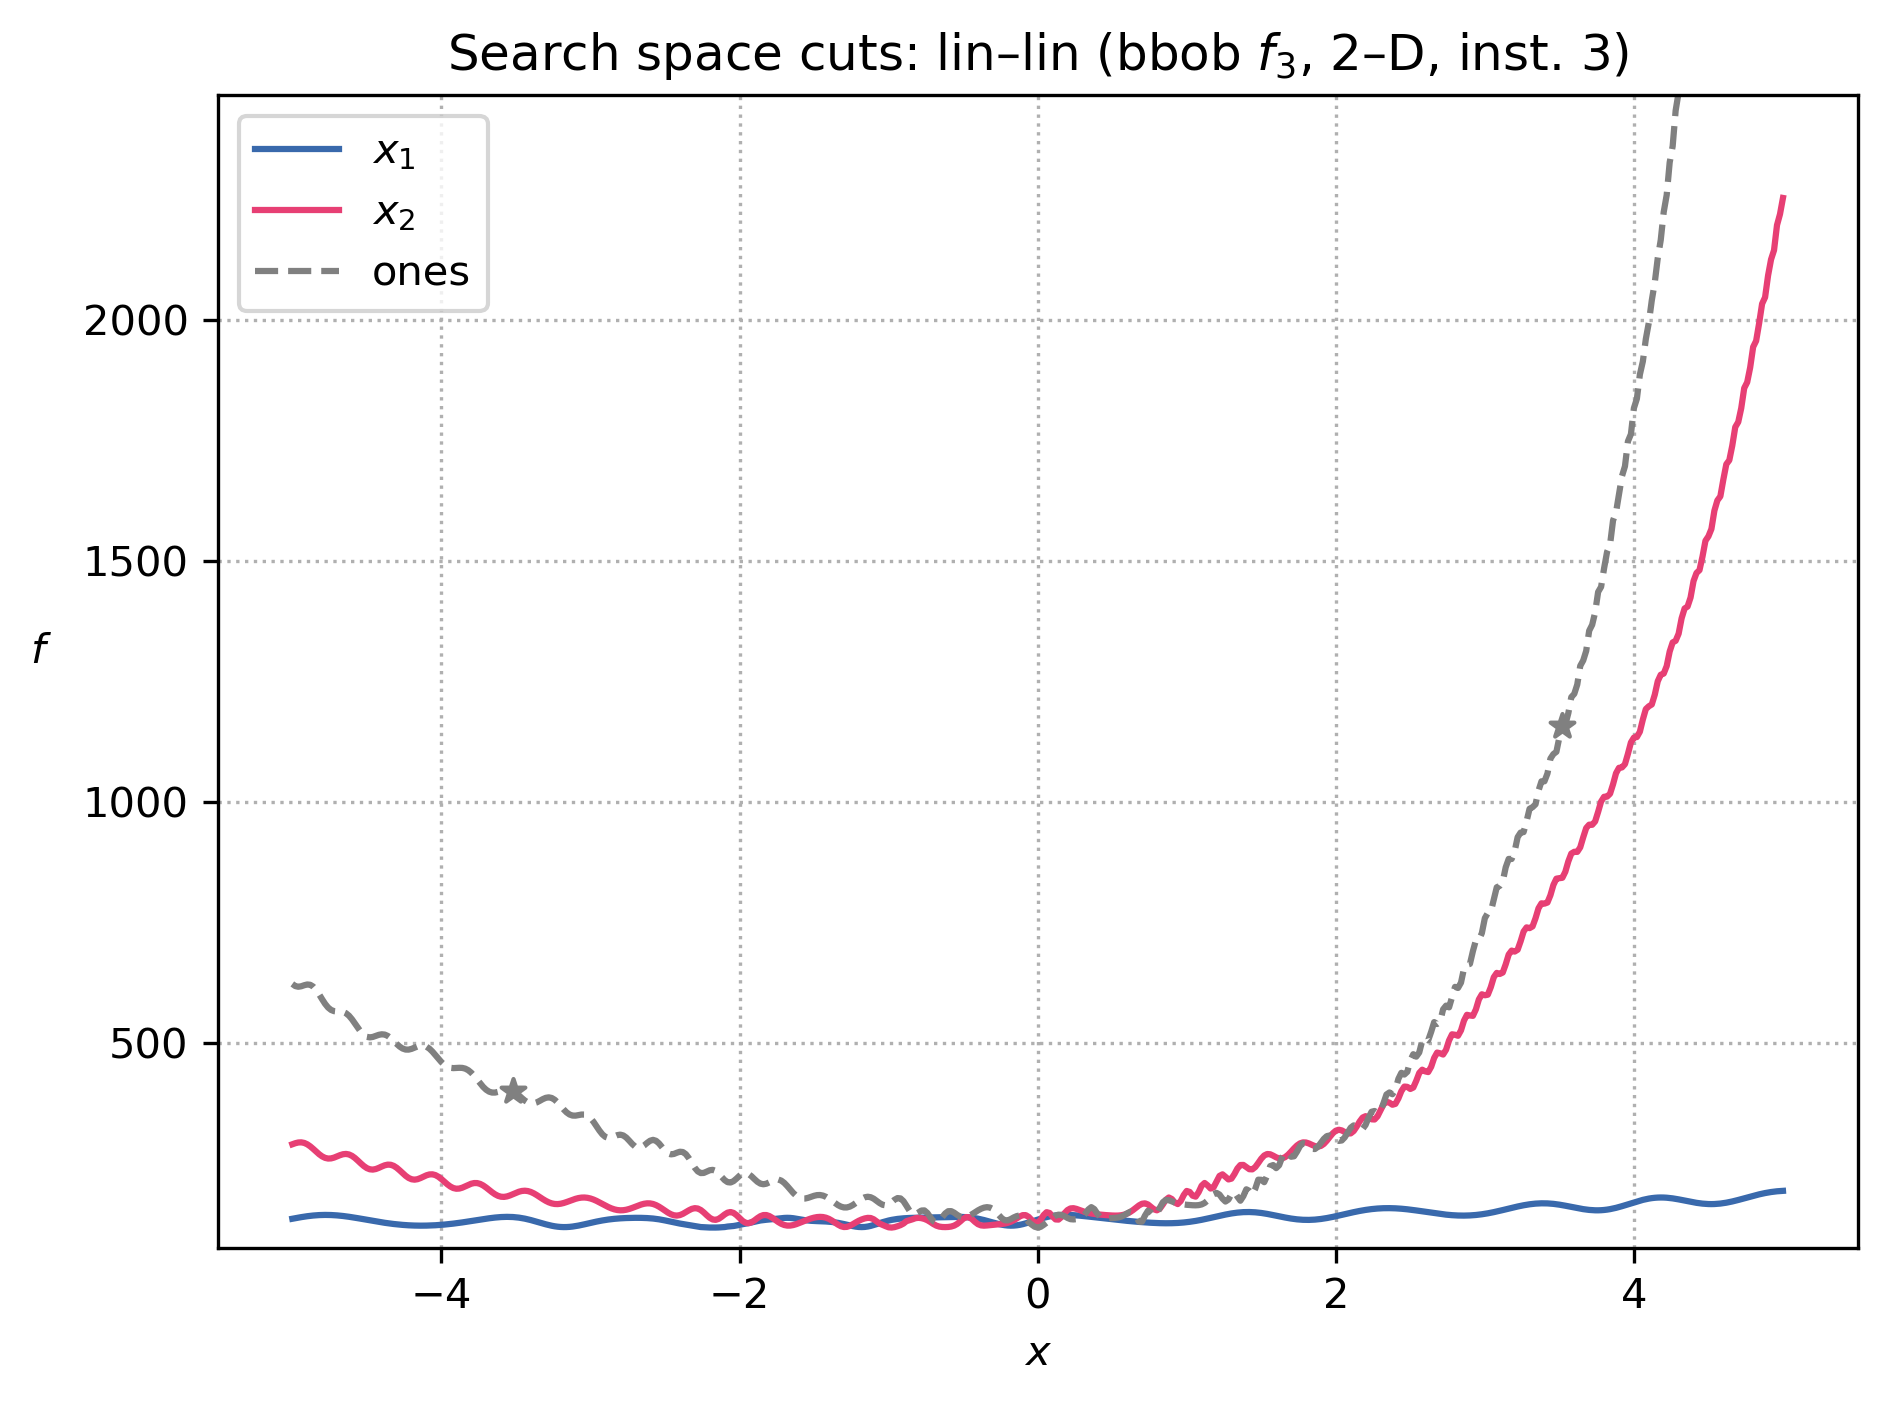 Search space cuts: lin–lin (bbob f₃, 2–D, inst. 3)
x₁
x₂
ones
2000
1500
1000
500
f
−4
−2
0
2
4
x